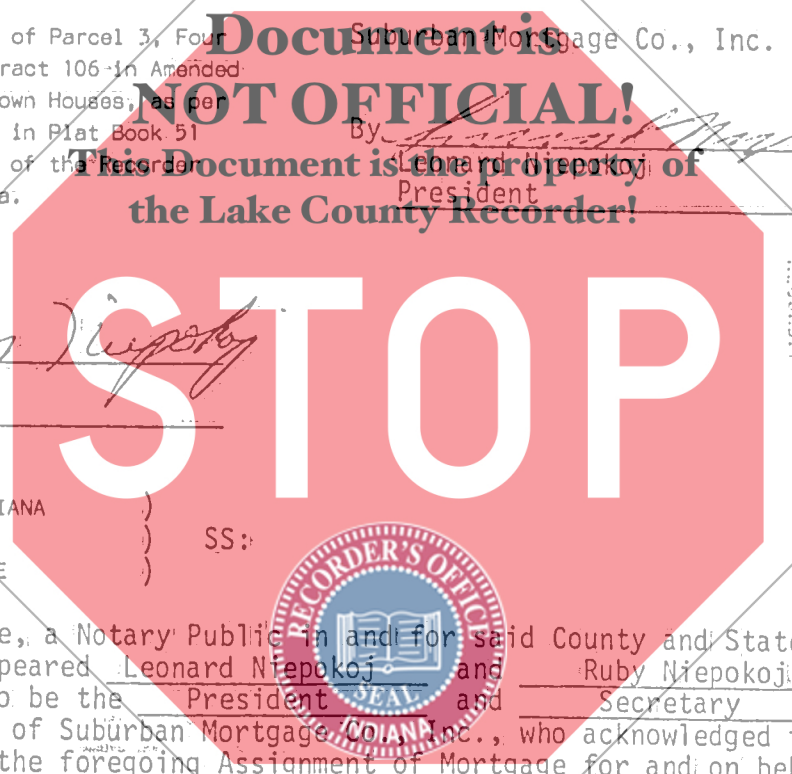 of Parcel 3, Four
ract 106 in Amended
own Houses, as per
in Plat Book 51
of the Recorder
a.
Suburban Mortgage Co., Inc.
By
Leonard Niepokoj
President
Document is
NOT OFFICIAL!
This Document is the property of
the Lake County Recorder!
STOP
Niepokoj
IANA )
) SS:
E )
RECORDER'S OFFICE
SEAL
INDIANA
e, a Notary Public in and for said County and State
peared Leonard Niepokoj and Ruby Niepokoj
o be the President and Secretary
of Suburban Mortgage Co., Inc., who acknowledged
the foregoing Assignment of Mortgage for and on be